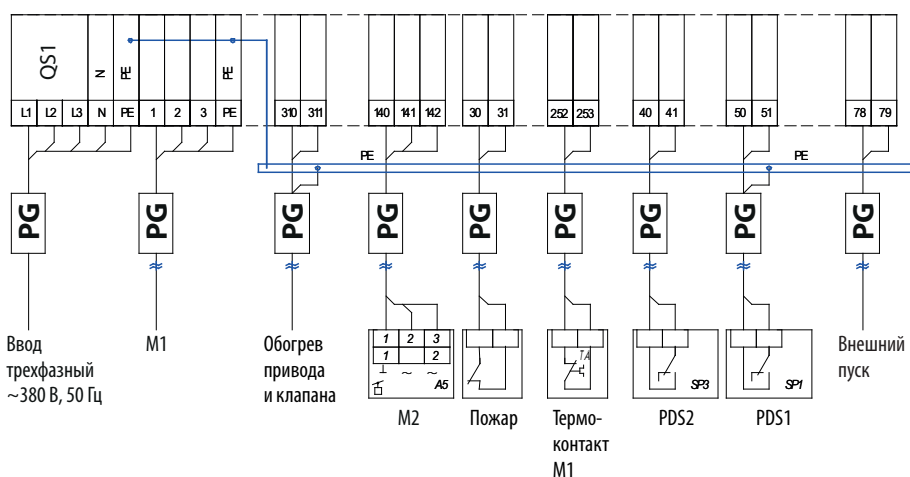 QS1 N PE PE
L1 L2 L3 N PE 1 2 3 PE 310 311 140 141 142 30 31 252 253 40 41 50 51 78 79
PE PE
PG PG PG PG PG PG PG PG PG
1 2 3
1 2
TA
A5 SP3 SP1
Ввод
трехфазный
~380 В, 50 Гц
М1
Обогрев
привода
и клапана
М2
Пожар
Термо-
контакт
М1
PDS2
PDS1
Внешний
пуск